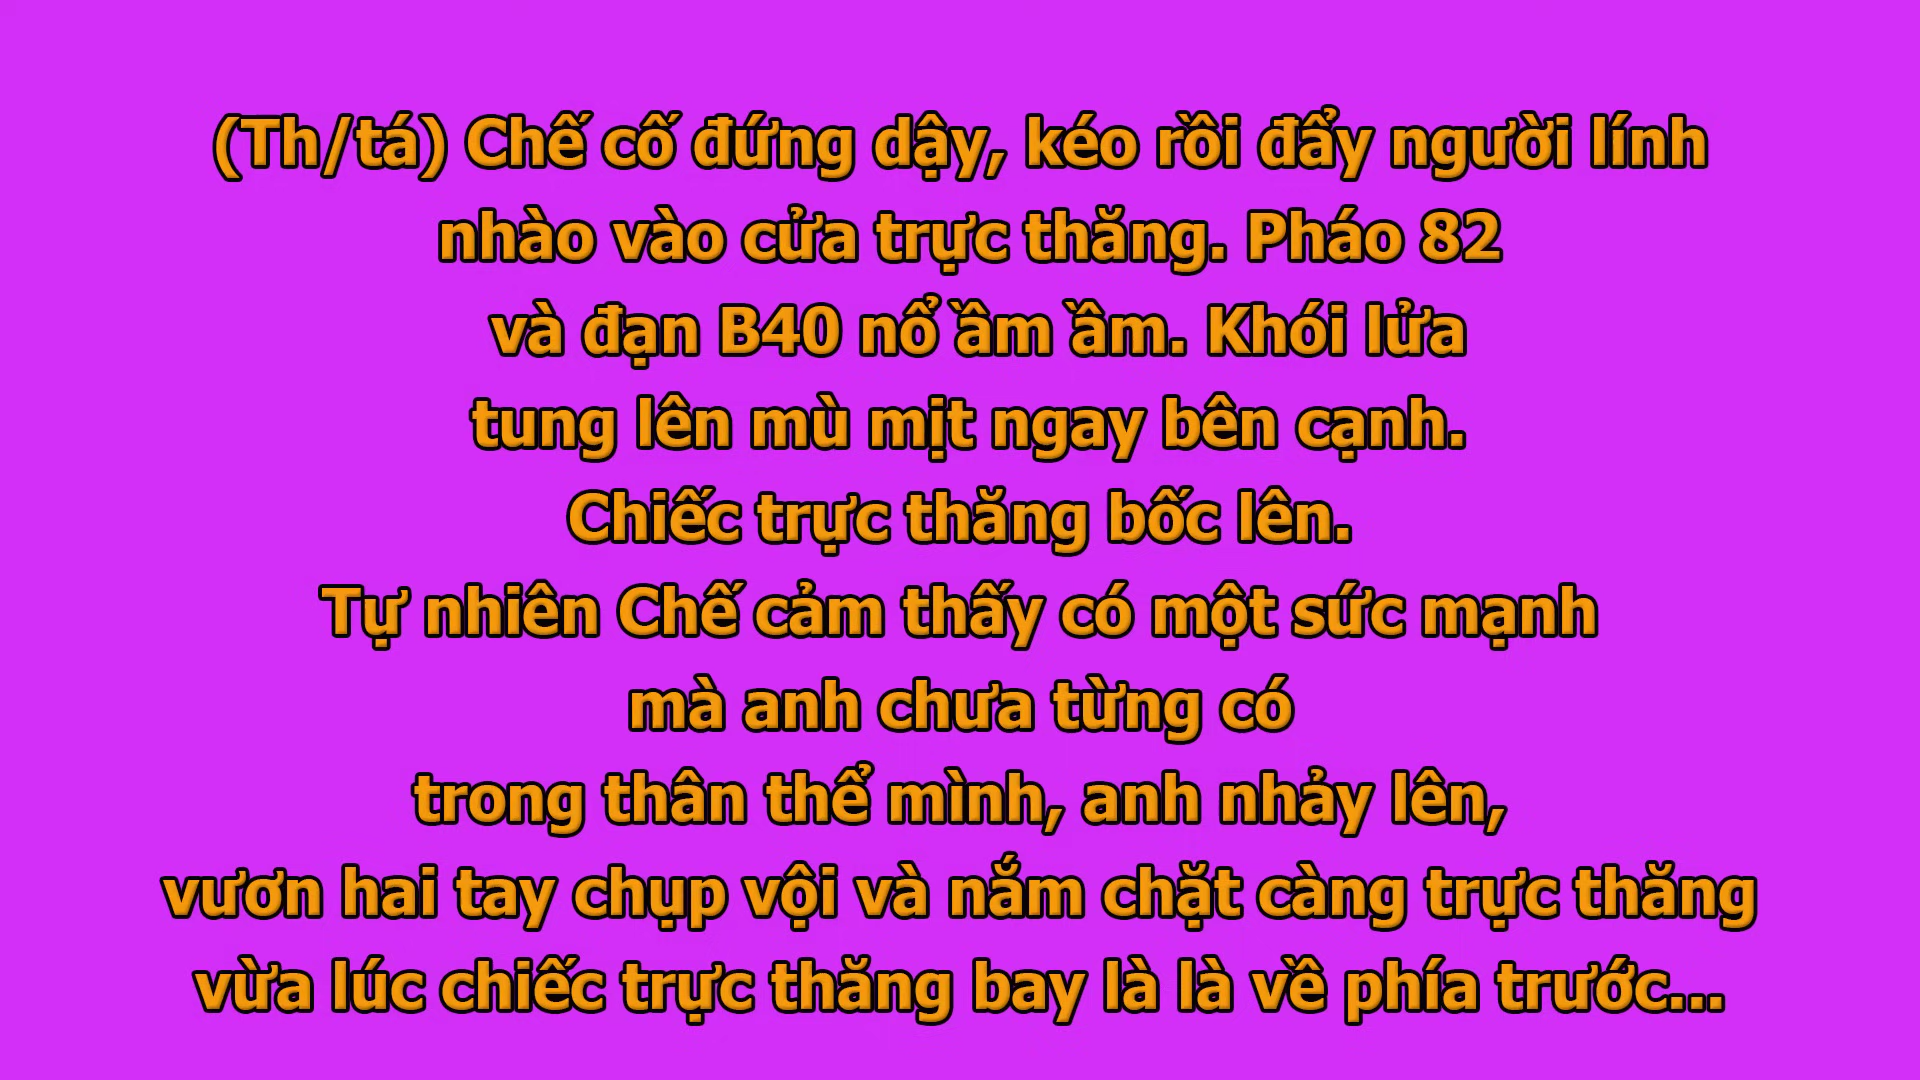 (Th/tá) Chế cố đứng dậy, kéo rồi đẩy người lính
nhào vào cửa trực thăng. Pháo 82
và đạn B40 nổ ầm ầm. Khói lửa
tung lên mù mịt ngay bên cạnh.
Chiếc trực thăng bốc lên.
Tự nhiên Chế cảm thấy có một sức mạnh
mà anh chưa từng có
trong thân thể mình, anh nhảy lên,
vươn hai tay chụp vội và nắm chặt càng trực thăng
vừa lúc chiếc trực thăng bay là là về phía trước...